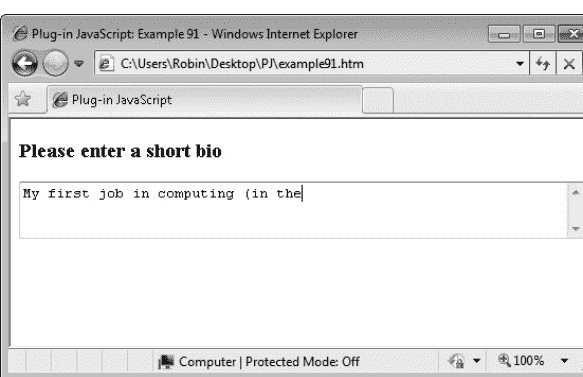 Plug-in JavaScript: Example 91 - Windows Internet Explorer
C:\Users\Robin\Desktop\PJ\example91.htm
Plug-in JavaScript
Please enter a short bio
My first job in computing (in the
Computer | Protected Mode: Off
100%